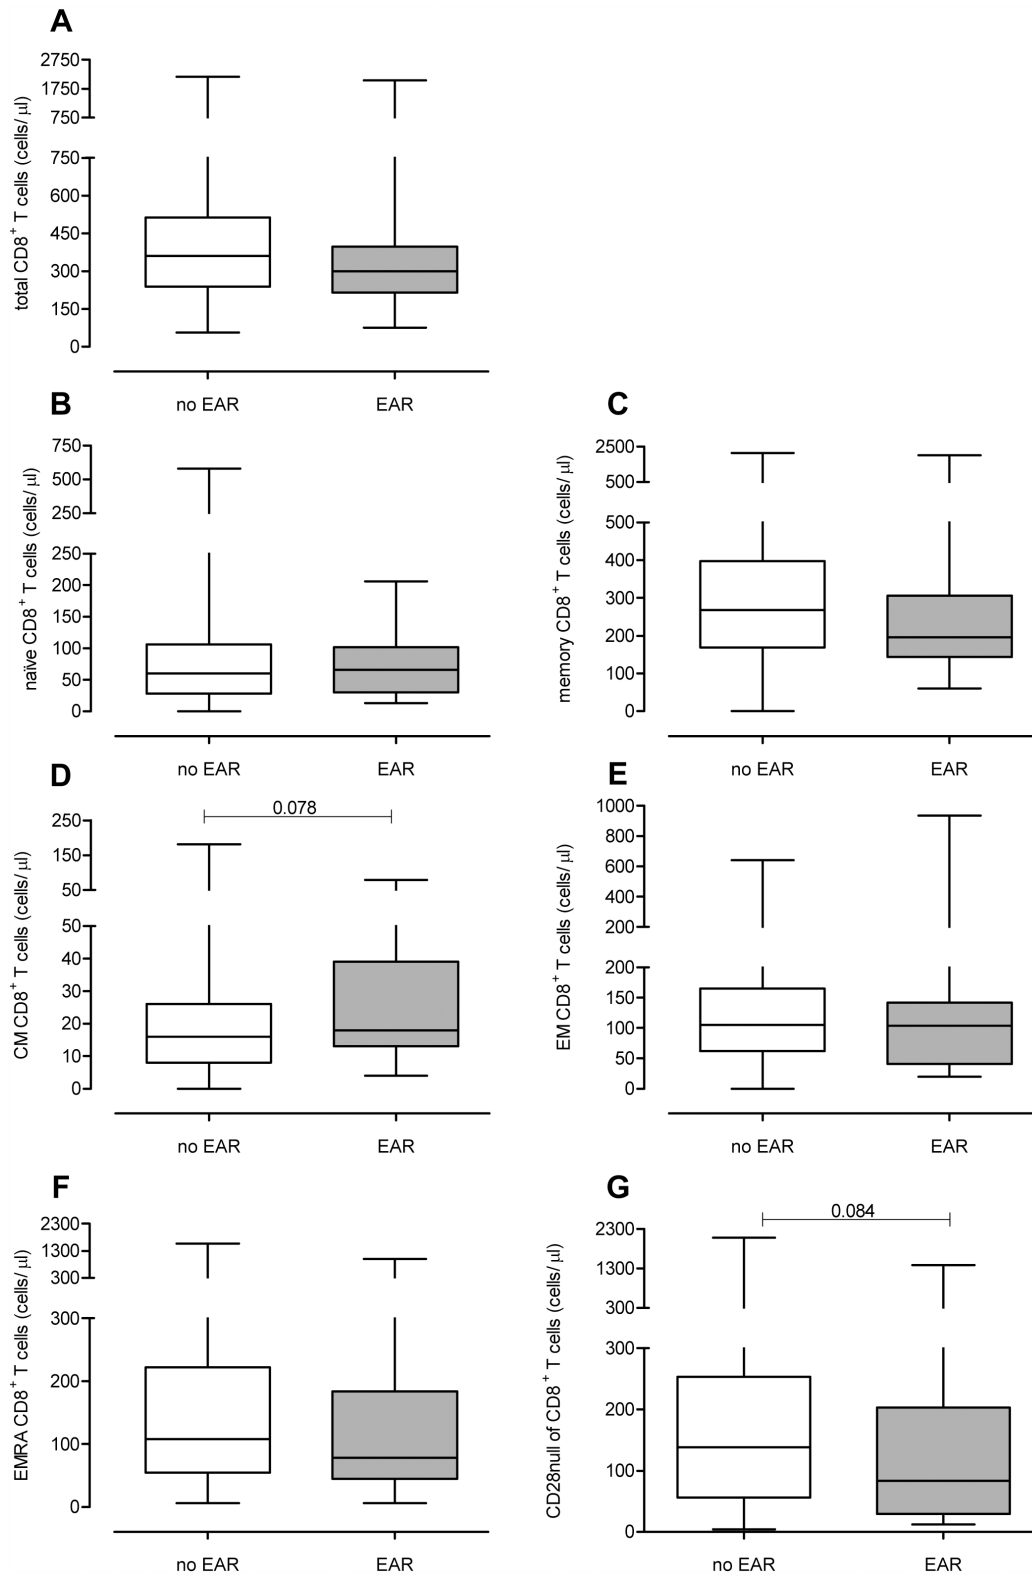 A
total CD8+ T cells (cells/ μl)
2750
1750
750
750
600
450
300
150
0
no EAR EAR
B
naïve CD8+ T cells (cells/ μl)
750
500
250
250
200
150
100
50
0
no EAR EAR
C
memory CD8+ T cells (cells/ μl)
2500
500
500
400
300
200
100
0
no EAR EAR
D
CM CD8+ T cells (cells/ μl)
0.078
250
150
50
50
40
30
20
10
0
no EAR EAR
E
EM CD8+ T cells (cells/ μl)
1000
800
600
400
200
200
150
100
50
0
no EAR EAR
F
EMRA CD8+ T cells (cells/ μl)
2300
1300
300
300
200
100
0
no EAR EAR
G
CD28null of CD8+ T cells (cells/ μl)
0.084
2300
1300
300
300
200
100
0
no EAR EAR